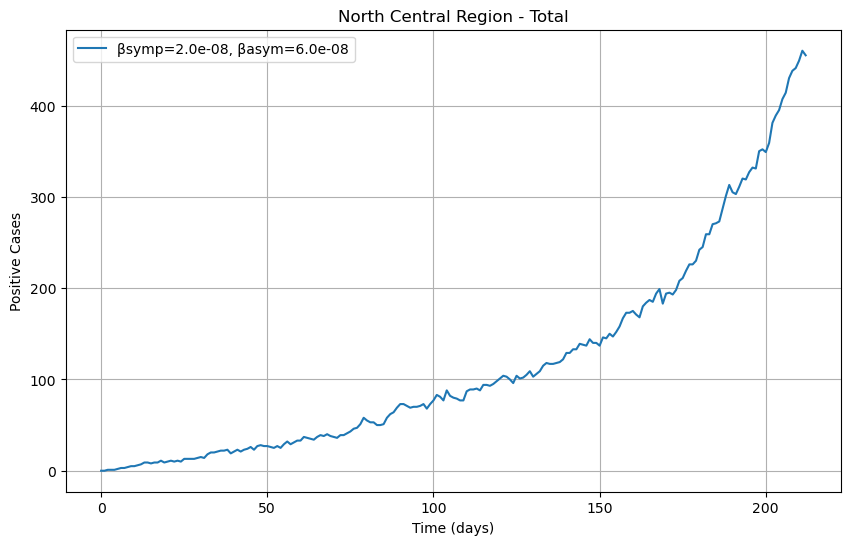 North Central Region - Total
βsymp=2.0e-08, βasym=6.0e-08
Positive Cases
400
300
200
100
0
0 50 100 150 200
Time (days)